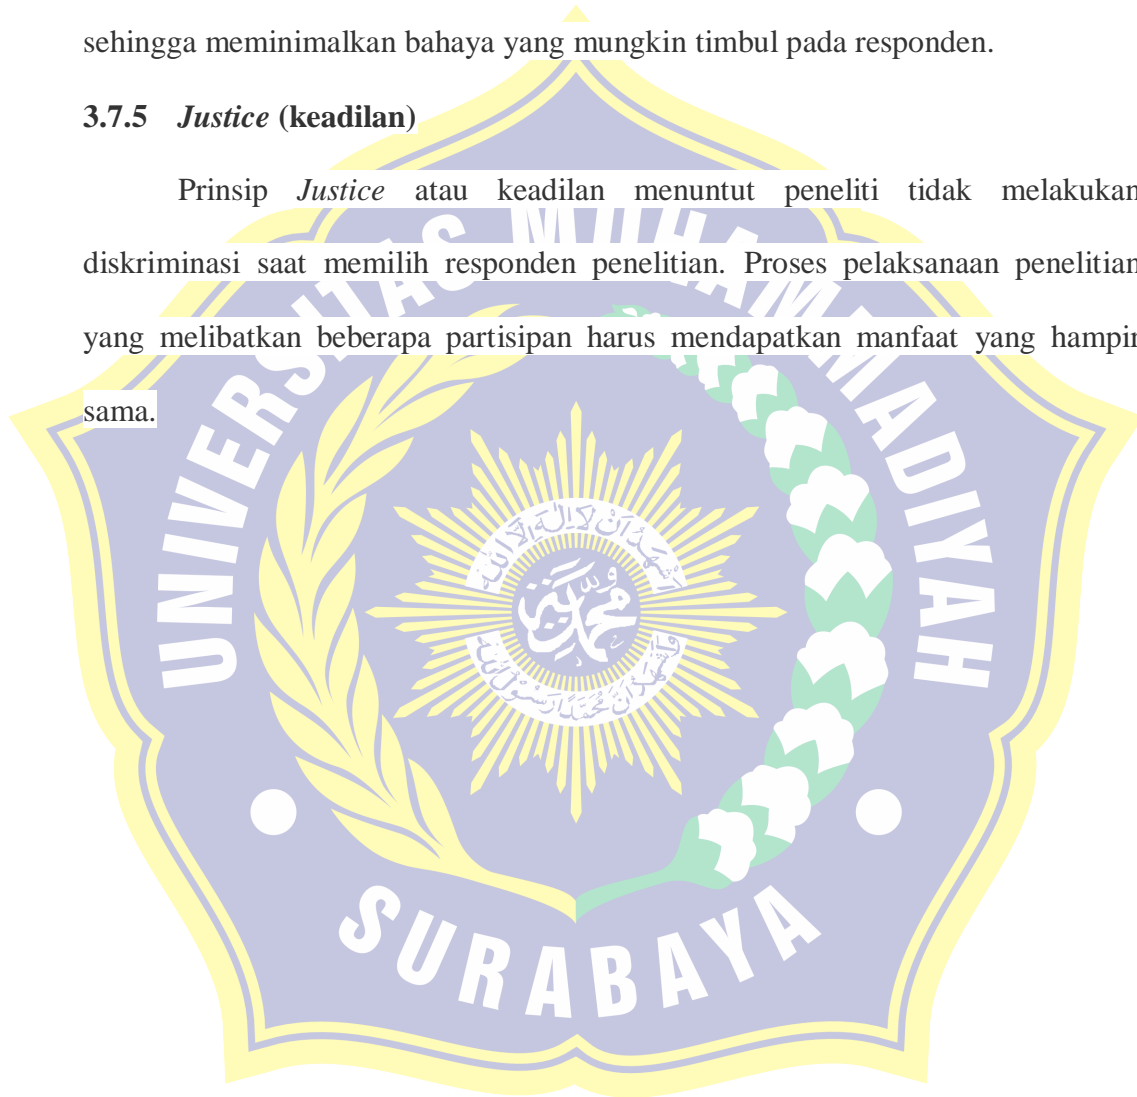 sehingga meminimalkan bahaya yang mungkin timbul pada responden.
3.7.5 Justice (keadilan)
Prinsip Justice atau keadilan menuntut peneliti tidak melakukan
diskriminasi saat memilih responden penelitian. Proses pelaksanaan penelitian
yang melibatkan beberapa partisipan harus mendapatkan manfaat yang hampir
sama.
UNIVERSITAS MUHAMMADIYAH
SURABAYA